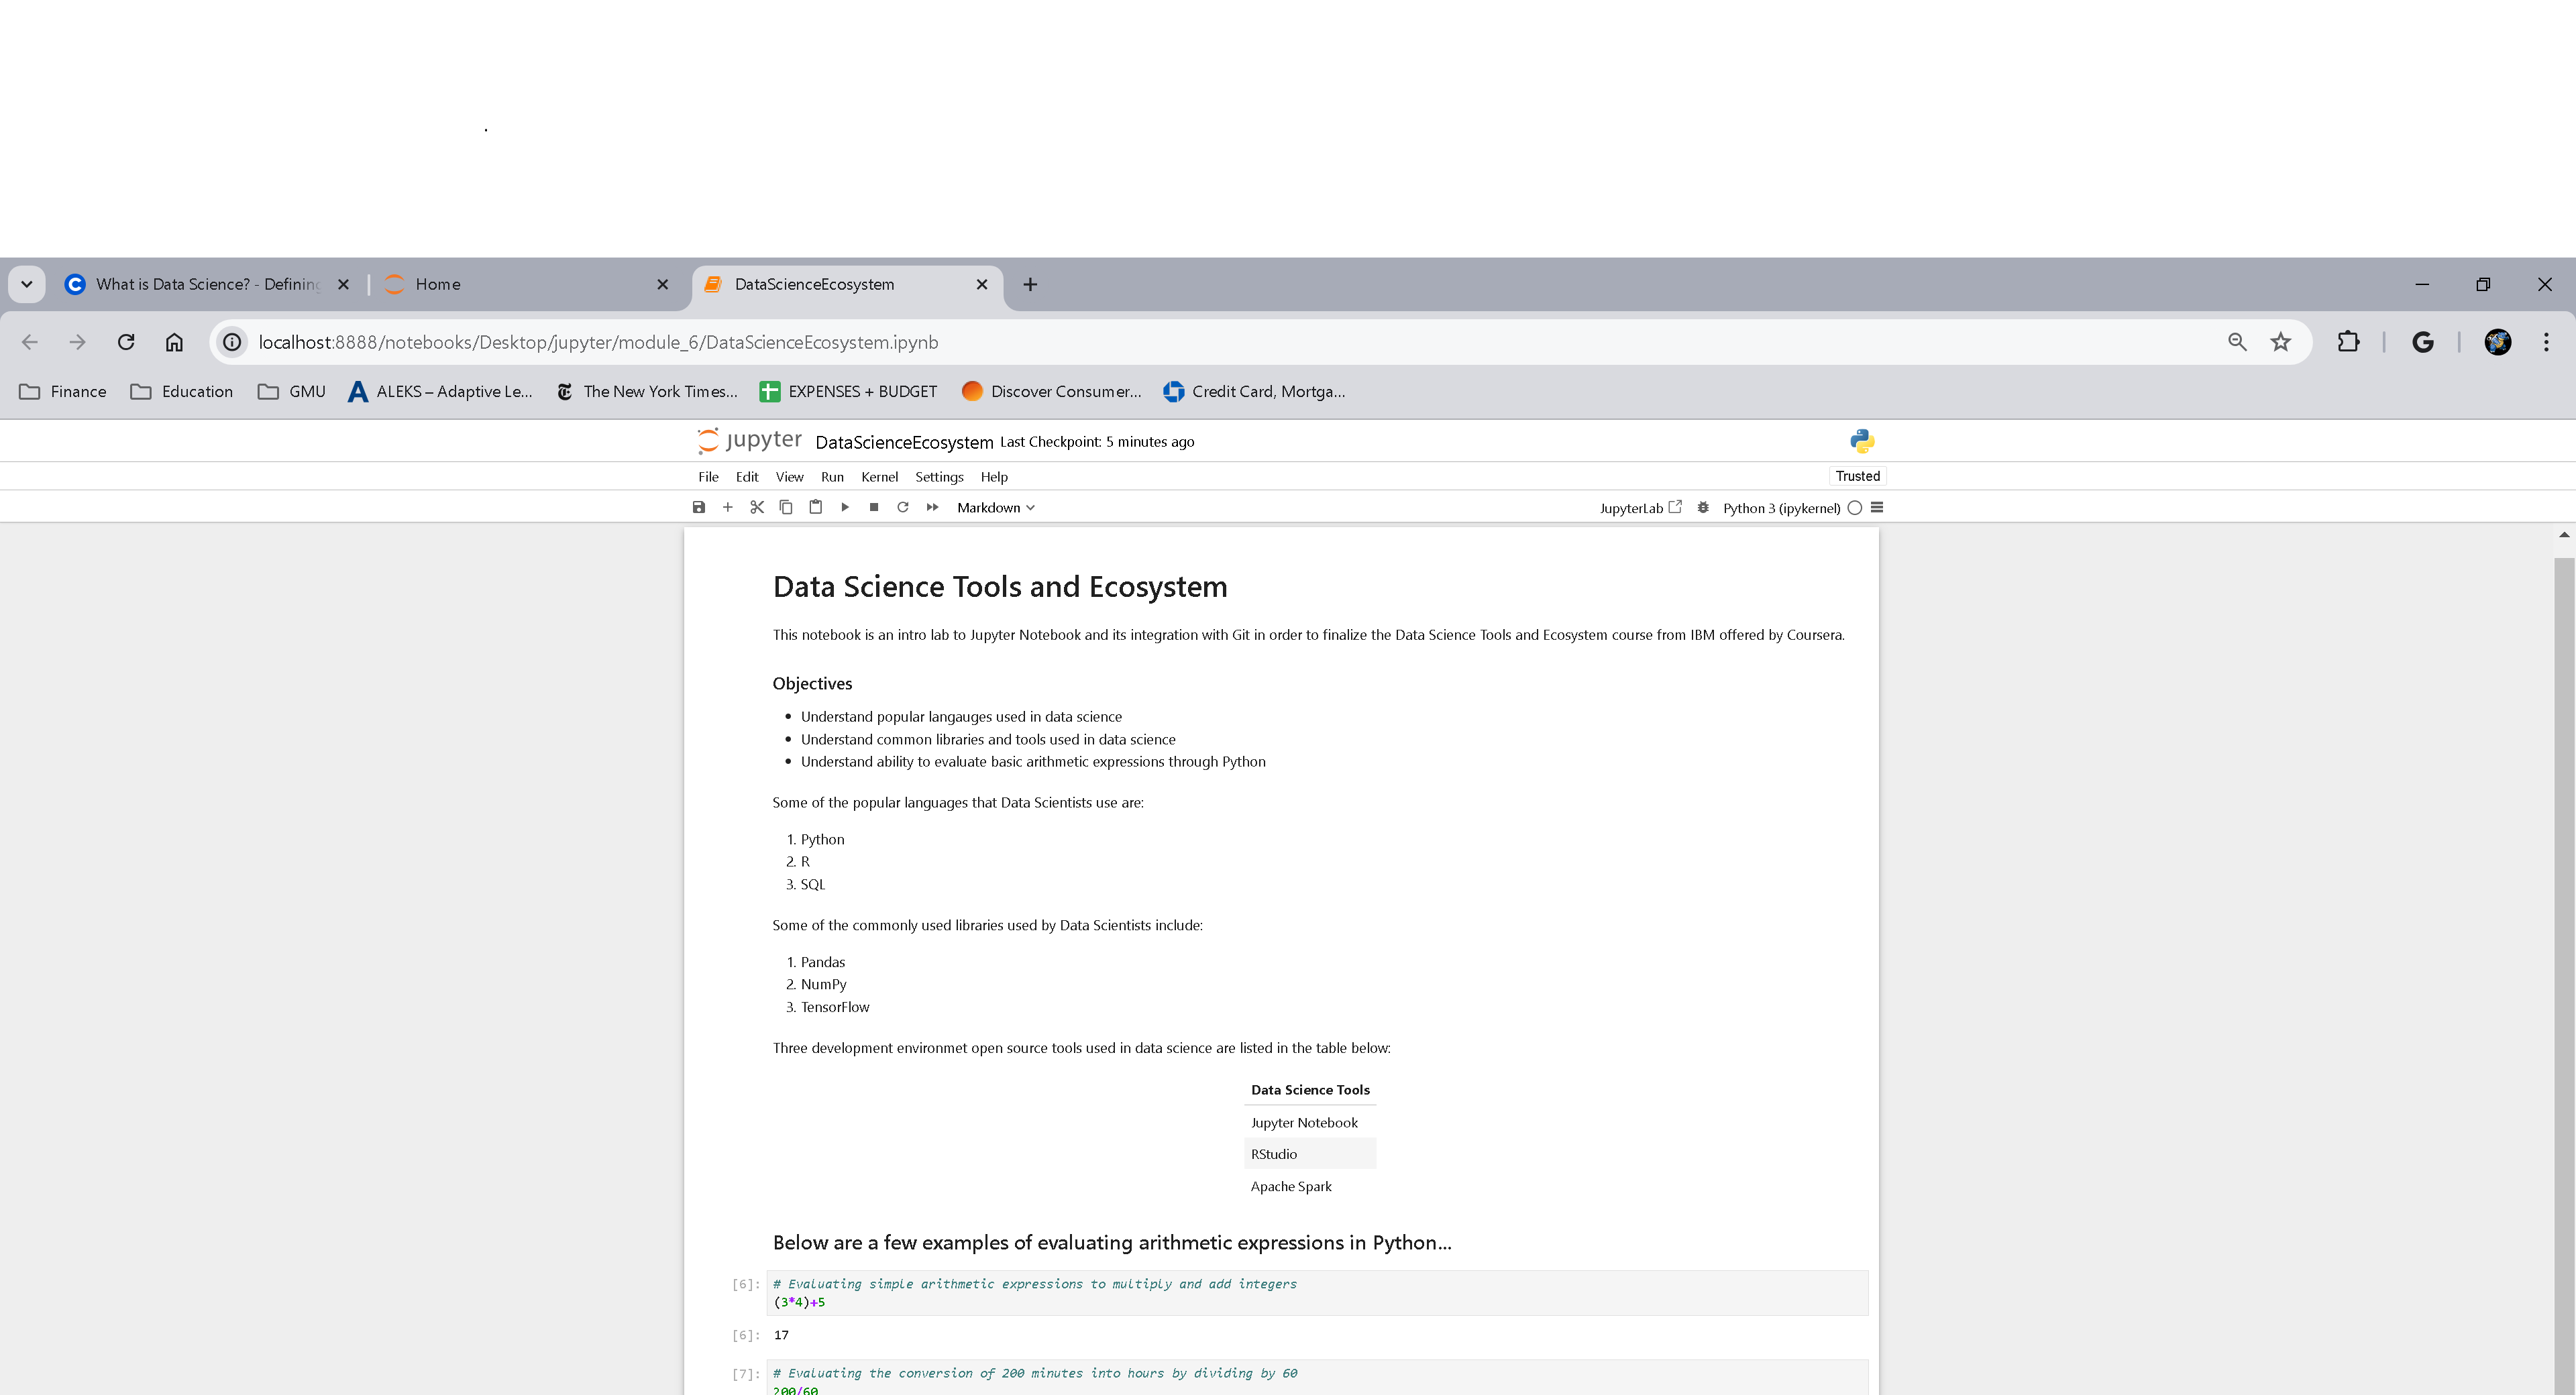 What is Data Science? - Defining
Home
DataScienceEcosystem
localhost:8888/notebooks/Desktop/jupyter/module_6/DataScienceEcosystem.ipynb
Finance Education GMU ALEKS – Adaptive Le... The New York Times... EXPENSES + BUDGET Discover Consumer... Credit Card, Mortga...
jupyter DataScienceEcosystem Last Checkpoint: 5 minutes ago
File Edit View Run Kernel Settings Help Trusted
Markdown JupyterLab Python 3 (ipykernel)
Data Science Tools and Ecosystem
This notebook is an intro lab to Jupyter Notebook and its integration with Git in order to finalize the Data Science Tools and Ecosystem course from IBM offered by Coursera.
Objectives
• Understand popular langauges used in data science
• Understand common libraries and tools used in data science
• Understand ability to evaluate basic arithmetic expressions through Python
Some of the popular languages that Data Scientists use are:
1. Python
2. R
3. SQL
Some of the commonly used libraries used by Data Scientists include:
1. Pandas
2. NumPy
3. TensorFlow
Three development environmet open source tools used in data science are listed in the table below:
Data Science Tools
Jupyter Notebook
RStudio
Apache Spark
Below are a few examples of evaluating arithmetic expressions in Python...
[6]: # Evaluating simple arithmetic expressions to multiply and add integers
(3*4)+5
[6]: 17
[7]: # Evaluating the conversion of 200 minutes into hours by dividing by 60
200/60